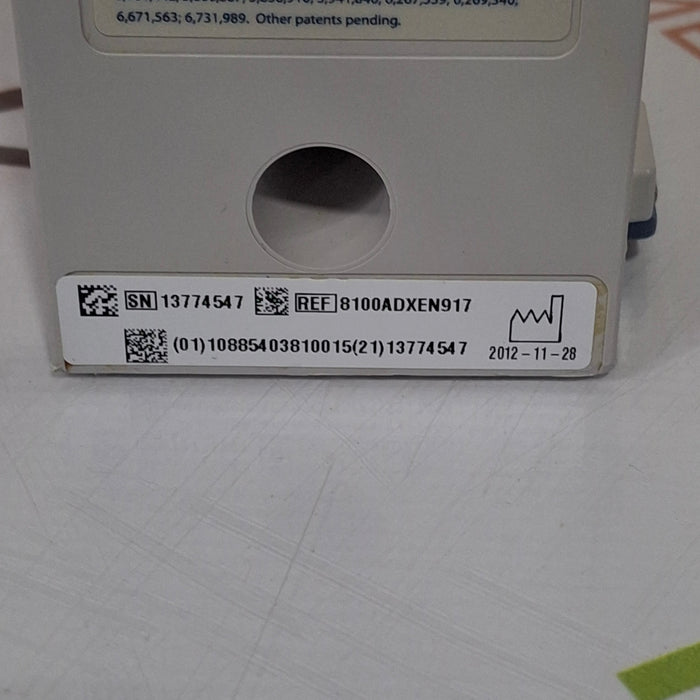 6,671,563; 6,731,989. Other patents pending.
SN 13774547 REF 8100ADXEN917
(01)10885403810015(21)13774547 2012-11-28